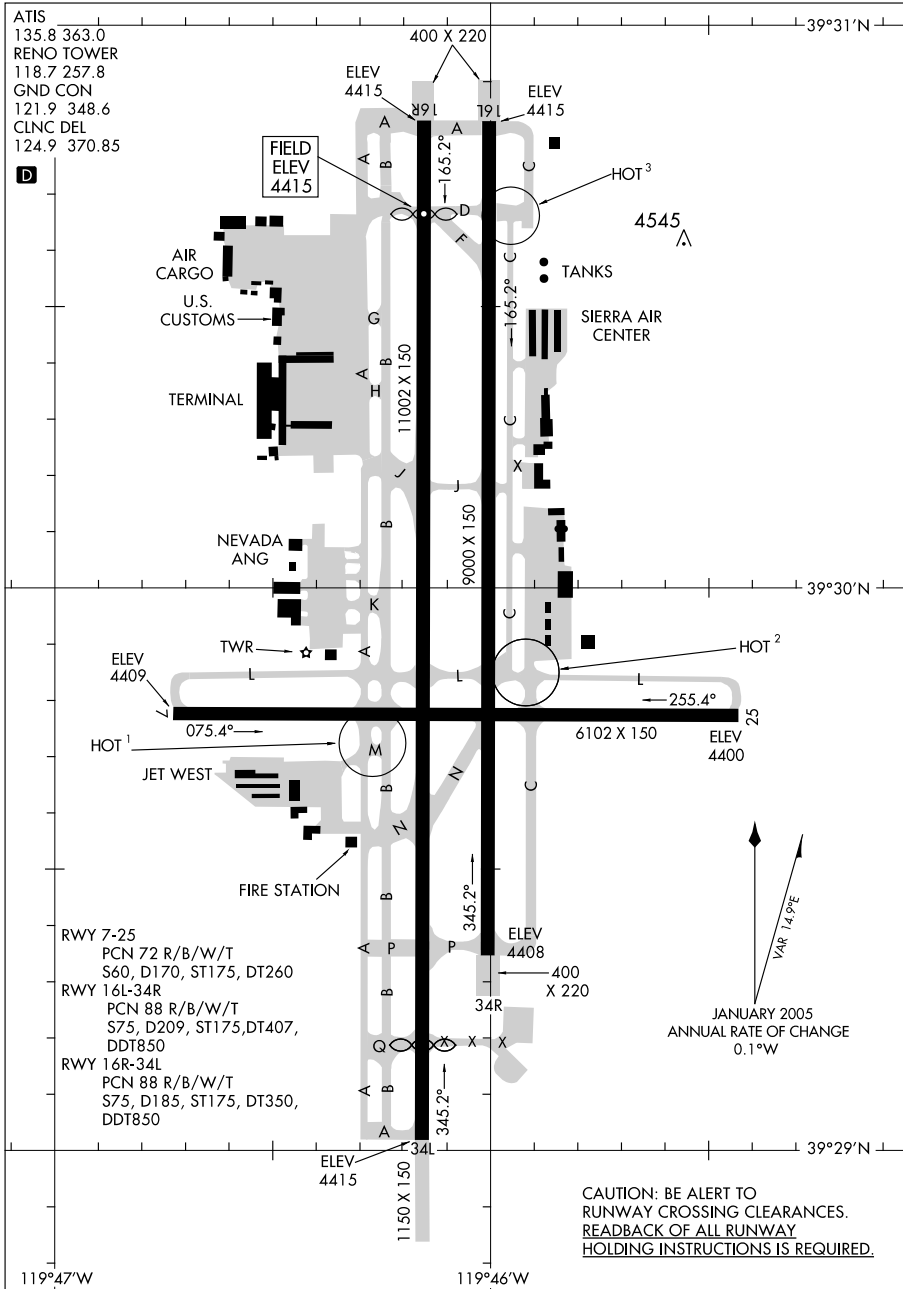 ATIS
135.8 363.0
RENO TOWER
118.7 257.8
GND CON
121.9 348.6
CLNC DEL
124.9 370.85
D
400 X 220
39°31'N
ELEV
4415
16R
16L
ELEV
4415
A
A
A
B
C
165.2°
FIELD
ELEV
4415
HOT 3
D
F
4545
AIR
CARGO
C
TANKS
U.S.
CUSTOMS
165.2°
SIERRA AIR
CENTER
G
B
A
H
11002 X 150
TERMINAL
C
X
J
J
B
9000 X 150
NEVADA
ANG
39°30'N
K
C
TWR
A
HOT 2
ELEV
4409
L
L
L
255.4°
7
25
075.4°
6102 X 150
ELEV
4400
HOT 1
M
JET WEST
N
B
C
N
FIRE STATION
345.2°
B
VAR 14.9°E
RWY 7-25
PCN 72 R/B/W/T
S60, D170, ST175, DT260
RWY 16L-34R
PCN 88 R/B/W/T
S75, D209, ST175,DT407,
DDT850
RWY 16R-34L
PCN 88 R/B/W/T
S75, D185, ST175, DT350,
DDT850
A
P
P
ELEV
4408
400
X 220
B
34R
JANUARY 2005
ANNUAL RATE OF CHANGE
0.1°W
Q
X X X
A
B
345.2°
A
34L
39°29'N
ELEV
4415
1150 X 150
CAUTION: BE ALERT TO
RUNWAY CROSSING CLEARANCES.
READBACK OF ALL RUNWAY
HOLDING INSTRUCTIONS IS REQUIRED.
119°47'W
119°46'W